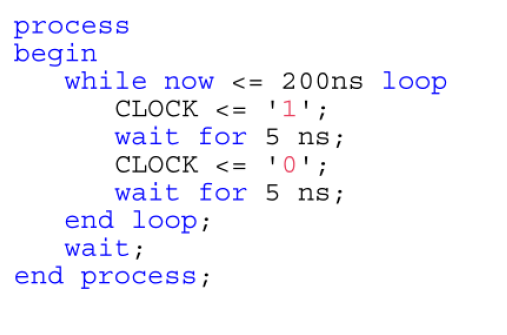 process
begin
while now <= 200ns loop
CLOCK <= '1';
wait for 5 ns;
CLOCK <= '0';
wait for 5 ns;
end loop;
wait;
end process;